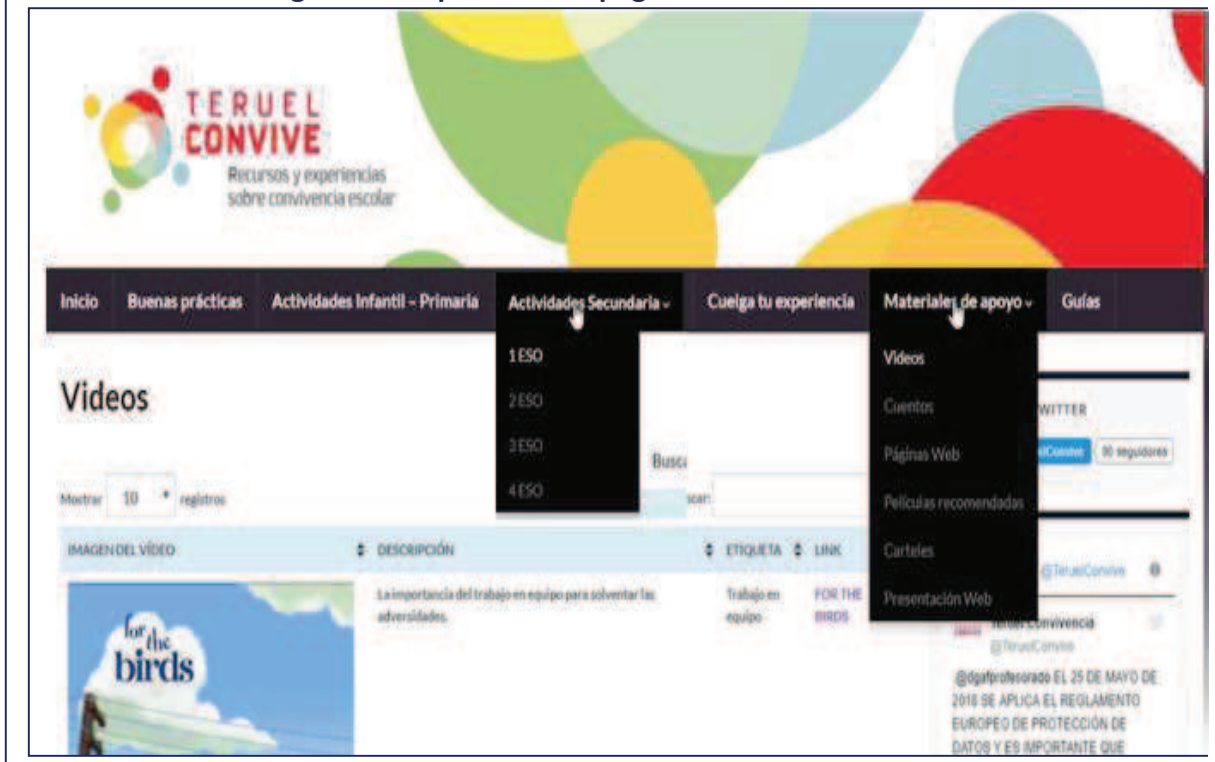 TERUEL
CONVIVE
Recursos y experiencias
sobre convivencia escolar
Inicio Buenas prácticas Actividades Infantil – Primaria Actividades Secundaria Cuelga tu experiencia Materiales de apoyo Guías
1 ESO
2 ESO
3 ESO
4 ESO
Videos
Cuentos
Páginas Web
Películas recomendadas
Carteles
Presentación Web
Videos
Mostrar 10 registros
IMAGEN DEL VÍDEO DESCRIPCIÓN ETIQUETA LINK
for the birds
La importancia del trabajo en equipo para solventar las
adversidades.
Trabajo en
equipo
FOR THE
BIRDS
90 seguidores
@TeruelConvive
Teruel Convivencia
@TeruelConvive
@dgaprofesorado EL 25 DE MAYO DE
2018 SE APLICA EL REGLAMENTO
EUROPEO DE PROTECCIÓN DE
DATOS Y ES IMPORTANTE QUE